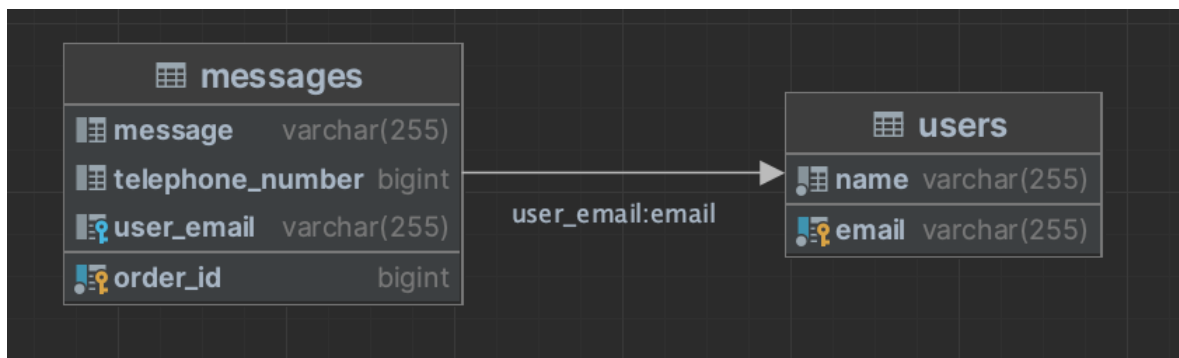 messages
message varchar(255)
telephone_number bigint
user_email varchar(255)
order_id bigint
user_email:email
users
name varchar(255)
email varchar(255)